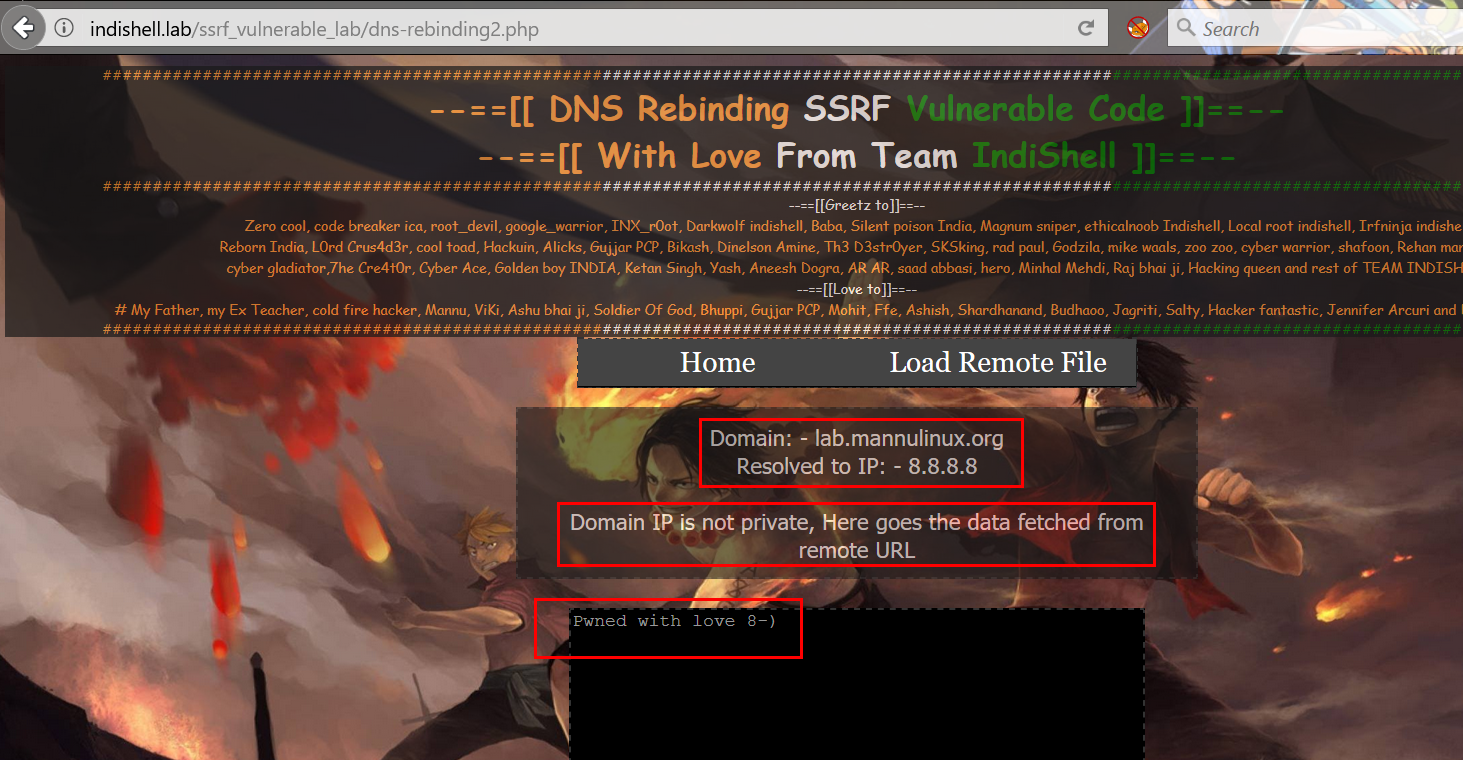 indishell.lab/ssrf_vulnerable_lab/dns-rebinding2.php
Search
--==[[ DNS Rebinding SSRF Vulnerable Code ]]==--
--==[[ With Love From Team IndiShell ]]==--
--==[[Greetz to]]==--
Zero cool, code breaker ica, root_devil, google_warrior, INX_r0ot, Darkwolf indishell, Baba, Silent poison India, Magnum sniper, ethicalnoob Indishell, Local root indishell, Irfninja indishe
Reborn India, L0rd Crus4d3r, cool toad, Hackuin, Alicks, Gujjar PCP, Bikash, Dinelson Amine, Th3 D3str0yer, SKSking, rad paul, Godzila, mike waals, zoo zoo, cyber warrior, shafoon, Rehan man
cyber gladiator,7he Cre4t0r, Cyber Ace, Golden boy INDIA, Ketan Singh, Yash, Aneesh Dogra, AR AR, saad abbasi, hero, Minhal Mehdi, Raj bhai ji, Hacking queen and rest of TEAM INDISH
--==[[Love to]]==--
# My Father, my Ex Teacher, cold fire hacker, Mannu, ViKi, Ashu bhai ji, Soldier Of God, Bhuppi, Gujjar PCP, Mohit, Ffe, Ashish, Shardhanand, Budhaoo, Jagriti, Salty, Hacker fantastic, Jennifer Arcuri and
Home Load Remote File
Domain: - lab.mannulinux.org
Resolved to IP: - 8.8.8.8
Domain IP is not private, Here goes the data fetched from
remote URL
Pwned with love 8-)